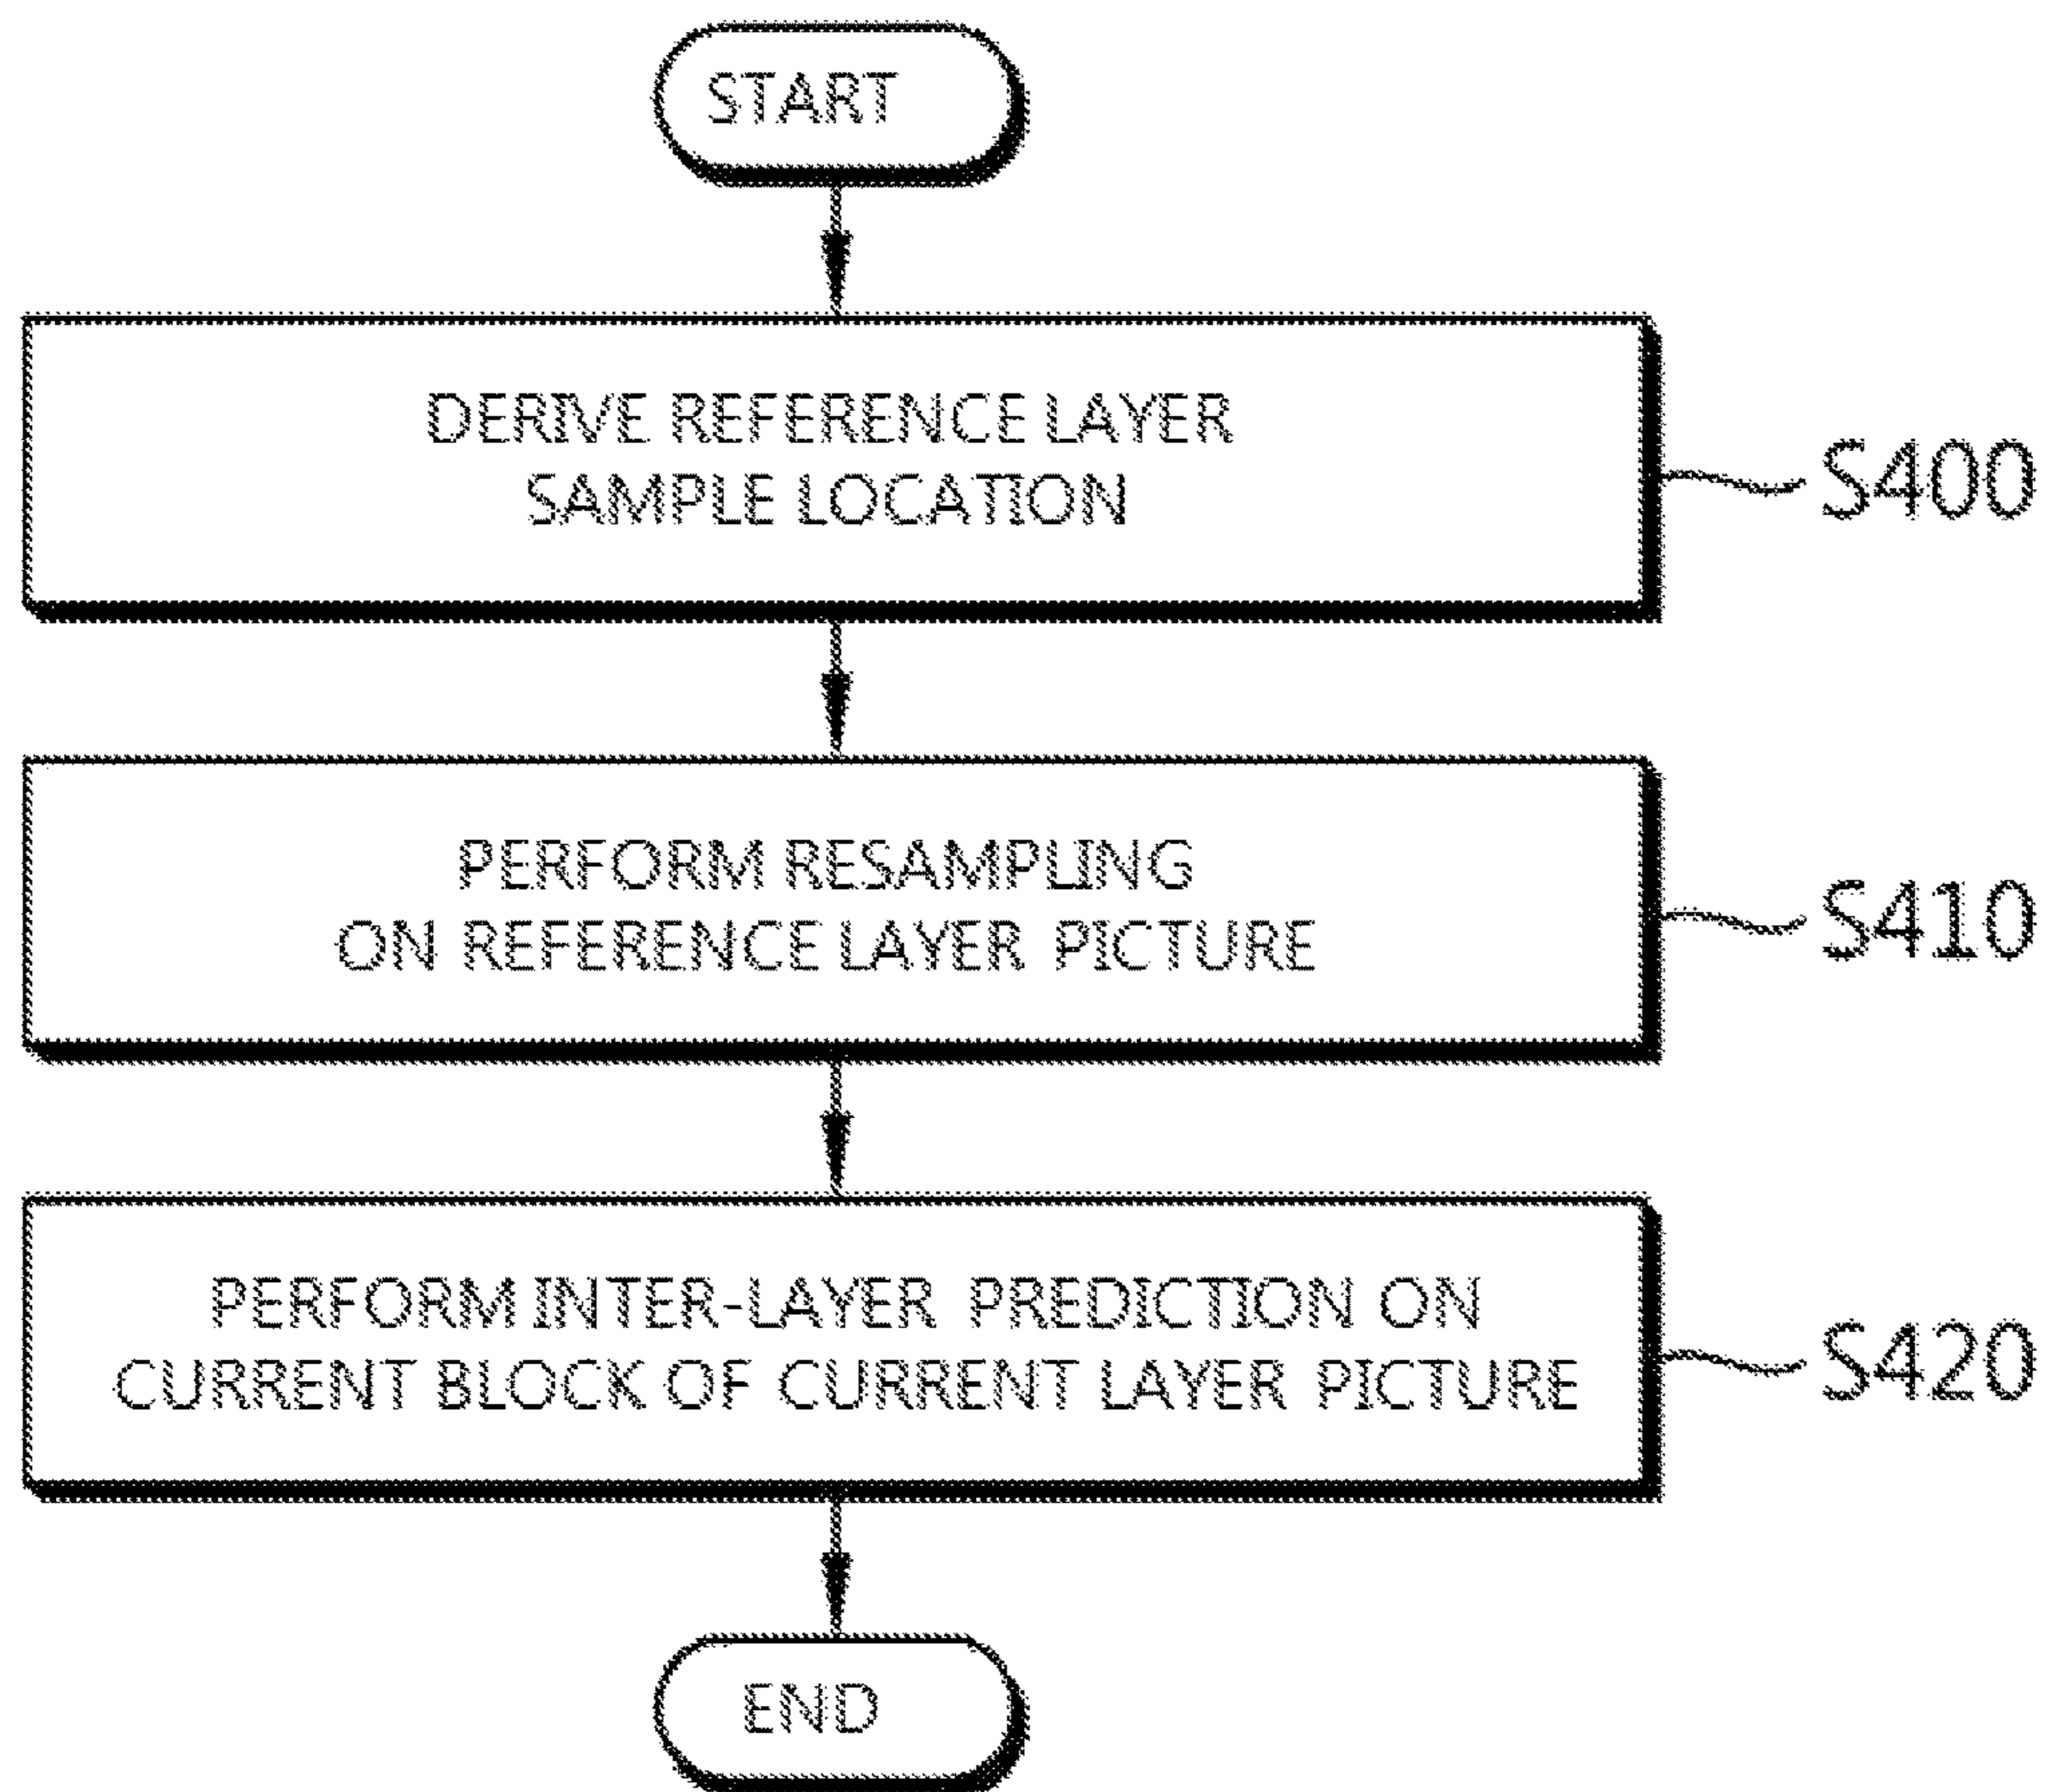 START
DERIVE REFERENCE LAYER
SAMPLE LOCATION
S400
PERFORM RESAMPLING
ON REFERENCE LAYER PICTURE
S410
PERFORM INTER-LAYER PREDICTION ON
CURRENT BLOCK OF CURRENT LAYER PICTURE
S420
END